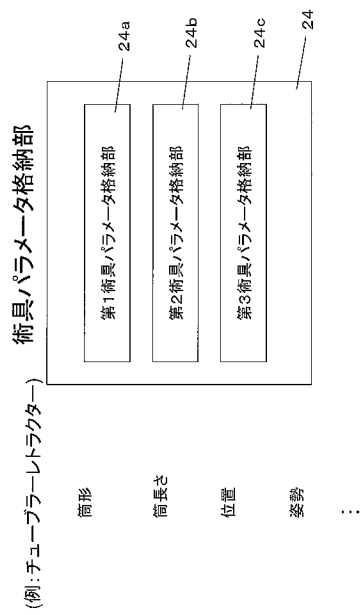 術具パラメータ格納部
(例：チューブラーレトラクター)
筒形
筒長さ
位置
姿勢
⋮
第1術具パラメータ格納部
24a
第2術具パラメータ格納部
24b
第3術具パラメータ格納部
24c
24